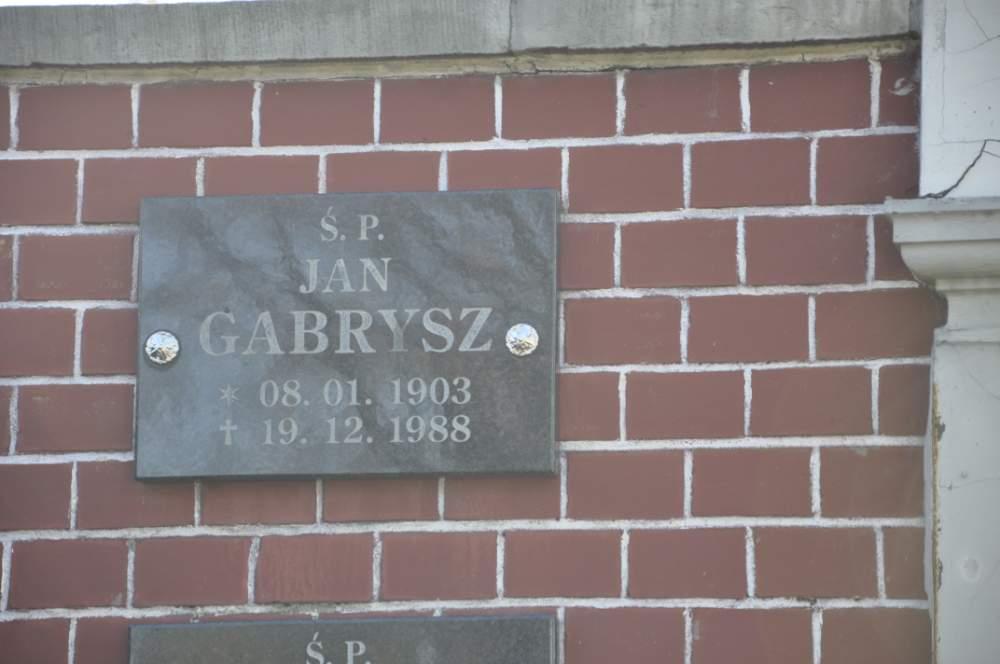 Ś. P.
JAN
GABRYSZ
* 08. 01. 1903
† 19. 12. 1988
Ś. P.